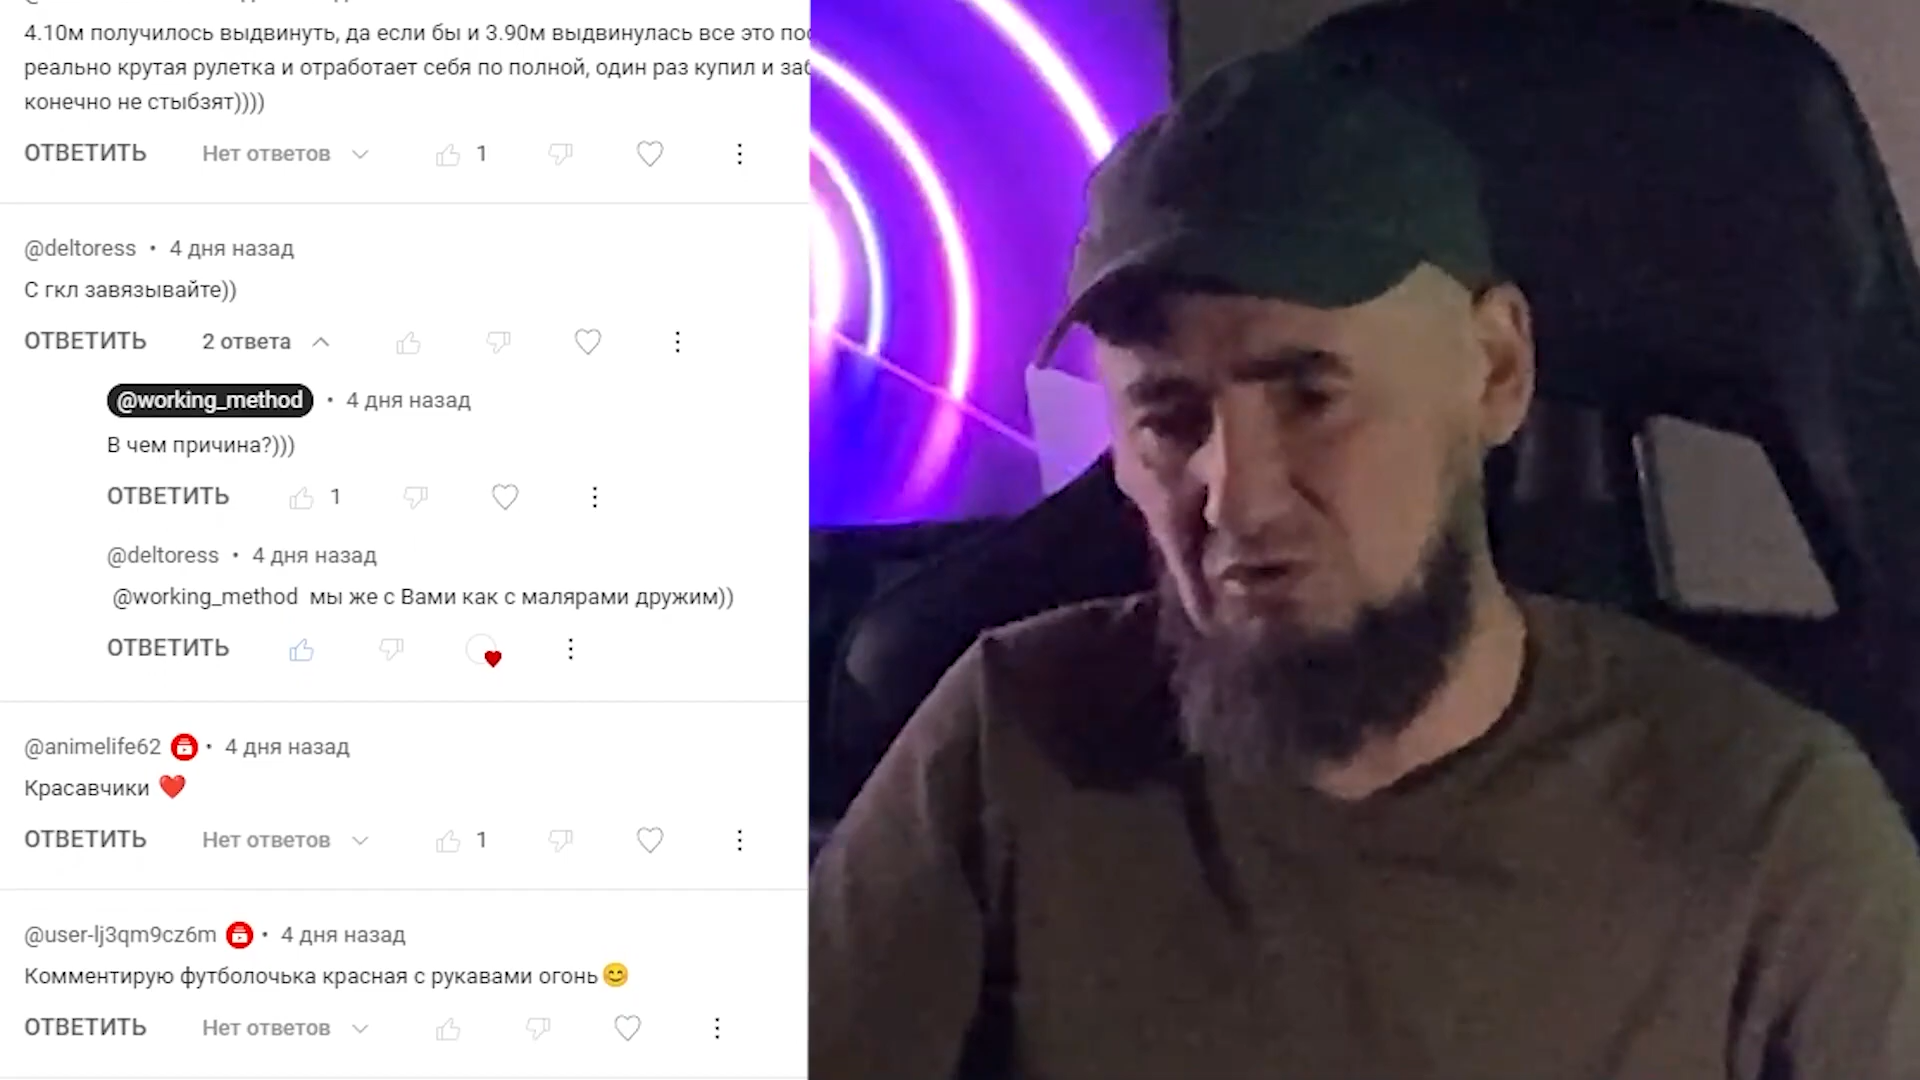 4.10м получилось выдвинуть, да если бы и 3.90м выдвинулась все это
реально крутая рулетка и отработает себя по полной, один раз купил и
конечно не стыбзят))))
ОТВЕТИТЬ Нет ответов 1
@deltoress • 4 дня назад
С гкл завязывайте))
ОТВЕТИТЬ 2 ответа
@working_method • 4 дня назад
В чем причина?)))
ОТВЕТИТЬ 1
@deltoress • 4 дня назад
@working_method мы же с Вами как с малярами дружим))
ОТВЕТИТЬ
@animelife62 • 4 дня назад
Красавчики ❤️
ОТВЕТИТЬ Нет ответов 1
@user-lj3qm9cz6m • 4 дня назад
Комментирую футболочька красная с рукавами огонь😊
ОТВЕТИТЬ Нет ответов